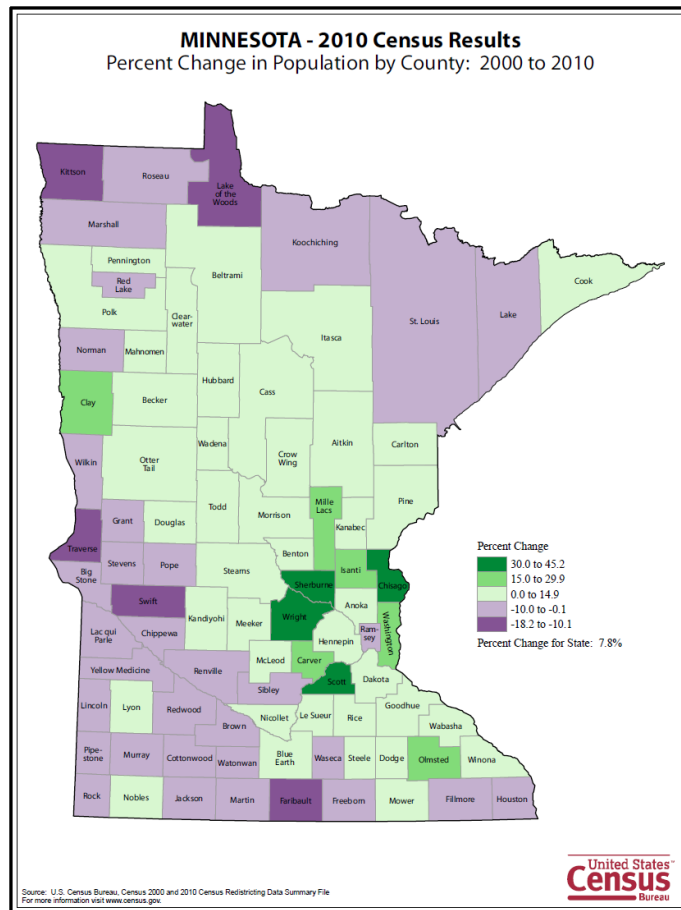 MINNESOTA - 2010 Census Results
Percent Change in Population by County: 2000 to 2010
Kittson
Roseau
Lake
of the
Woods
Marshall
Koochiching
Pennington
Beltrami
Cook
Red
Lake
Polk
Clear-
water
Itasca
St. Louis
Lake
Norman
Mahnomen
Hubbard
Cass
Clay
Becker
Wadena
Crow
Wing
Aitkin
Carlton
Wilkin
Otter
Tail
Pine
Todd
Morrison
Mille
Lacs
Kanabec
Grant
Douglas
Traverse
Stevens
Pope
Stearns
Benton
Isanti
Big
Stone
Sherburne
Chisago
Swift
Kandiyohi
Meeker
Wright
Anoka
Washington
Lac qui
Parle
Chippewa
Hennepin
Ram-
sey
Yellow Medicine
Renville
McLeod
Carver
Scott
Dakota
Sibley
Lincoln
Lyon
Redwood
Nicollet
Le Sueur
Rice
Goodhue
Wabasha
Brown
Pipe-
stone
Murray
Cottonwood
Watonwan
Blue
Earth
Waseca
Steele
Dodge
Olmsted
Winona
Rock
Nobles
Jackson
Martin
Faribault
Freeborn
Mower
Fillmore
Houston
Percent Change
30.0 to 45.2
15.0 to 29.9
0.0 to 14.9
-10.0 to -0.1
-18.2 to -10.1
Percent Change for State: 7.8%
Source: U.S. Census Bureau, Census 2000 and 2010 Census Redistricting Data Summary File
For more information visit www.census.gov.
United States™
Census
Bureau